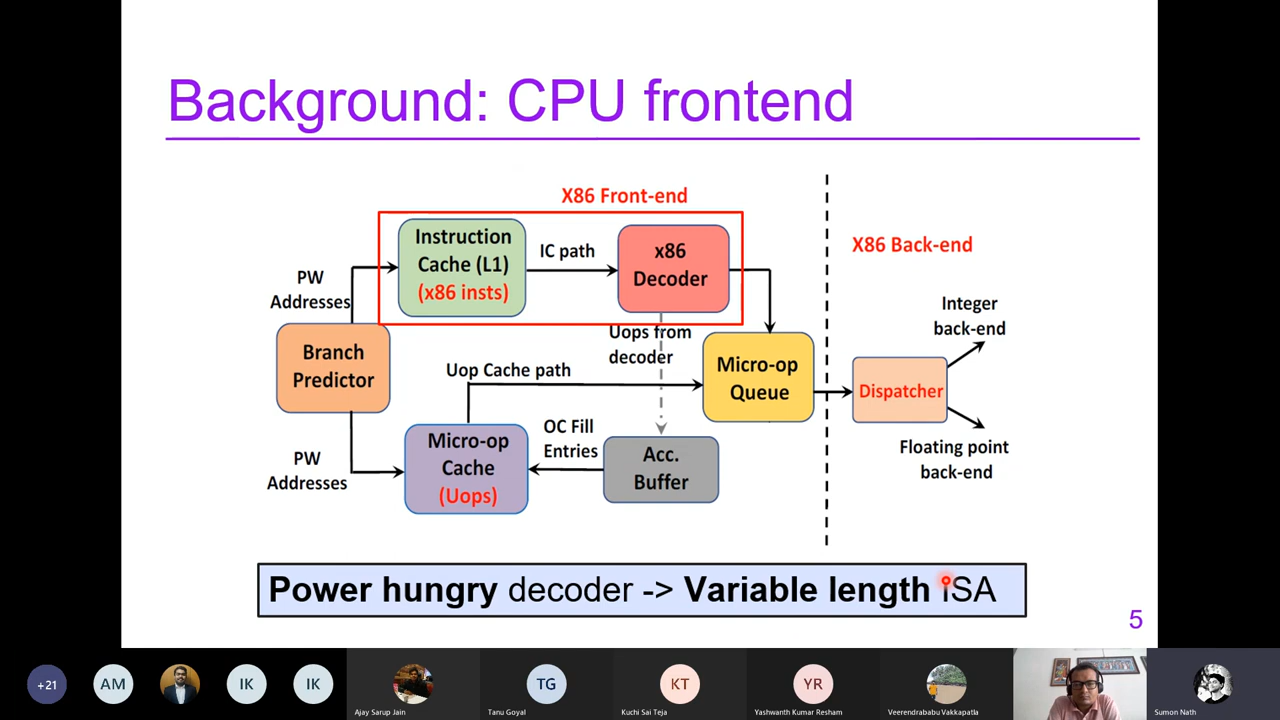 Background: CPU frontend
X86 Front-end
Instruction
Cache (L1)
(x86 insts)
IC path
x86
Decoder
X86 Back-end
PW
Addresses
Integer
back-end
Branch
Predictor
Uops from
decoder
Uop Cache path
Micro-op
Queue
Dispatcher
Micro-op
Cache
(Uops)
OC Fill
Entries
Acc.
Buffer
PW
Addresses
Floating point
back-end
Power hungry decoder -> Variable length ISA
5
+21
AM
IK
IK
TG
KT
YR
Ajay Sarup Jain
Tanu Goyal
Kuchi Sai Teja
Yashwanth Kumar Resham
Veerendrababu Vakkapatla
Sumon Nath